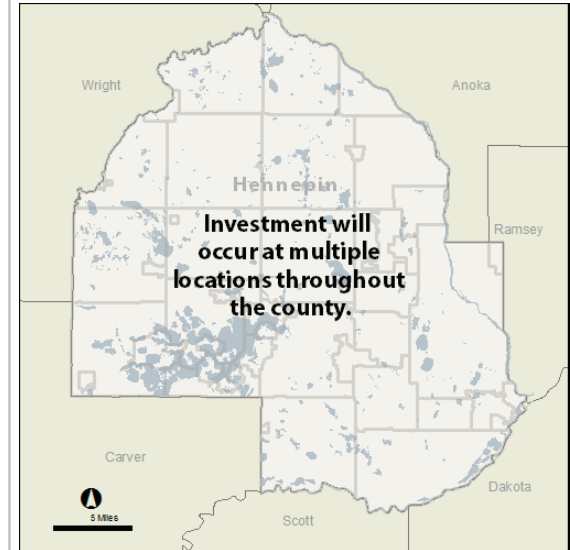 Wright
Anoka
Hennepin
Ramsey
Investment will
occur at multiple
locations throughout
the county.
Carver
Dakota
Scott
5 Miles